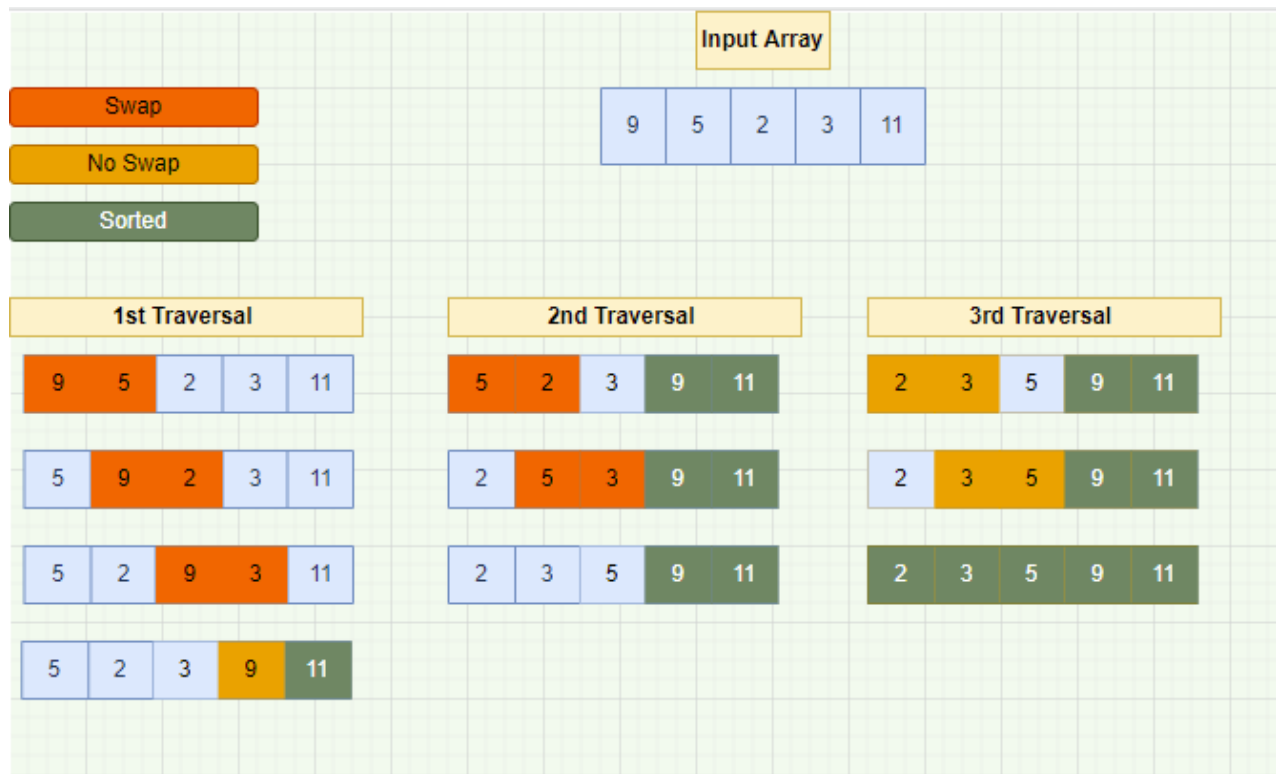 Input Array
Swap
9 5 2 3 11
No Swap
Sorted
1st Traversal
9 5 2 3 11
5 9 2 3 11
5 2 9 3 11
5 2 3 9 11
2nd Traversal
5 2 3 9 11
2 5 3 9 11
2 3 5 9 11
3rd Traversal
2 3 5 9 11
2 3 5 9 11
2 3 5 9 11